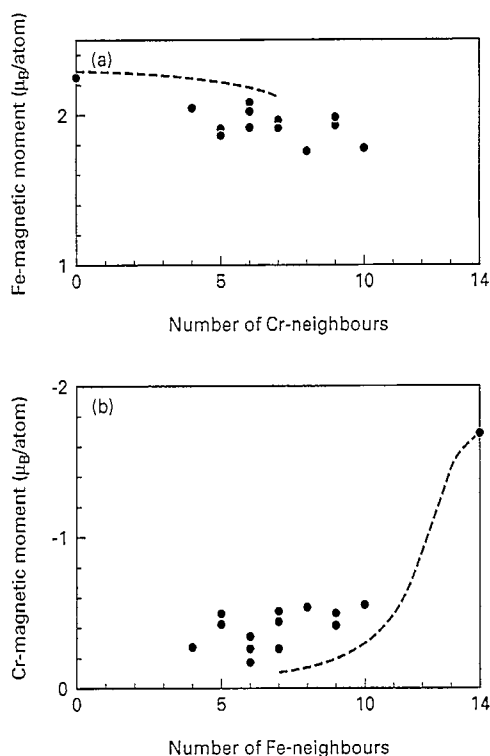 (a)
Fe-magnetic moment (μB/atom)
2
1
0
5
10
14
Number of Cr-neighbours
(b)
Cr-magnetic moment (μB/atom)
-2
-1
0
0
5
10
14
Number of Fe-neighbours